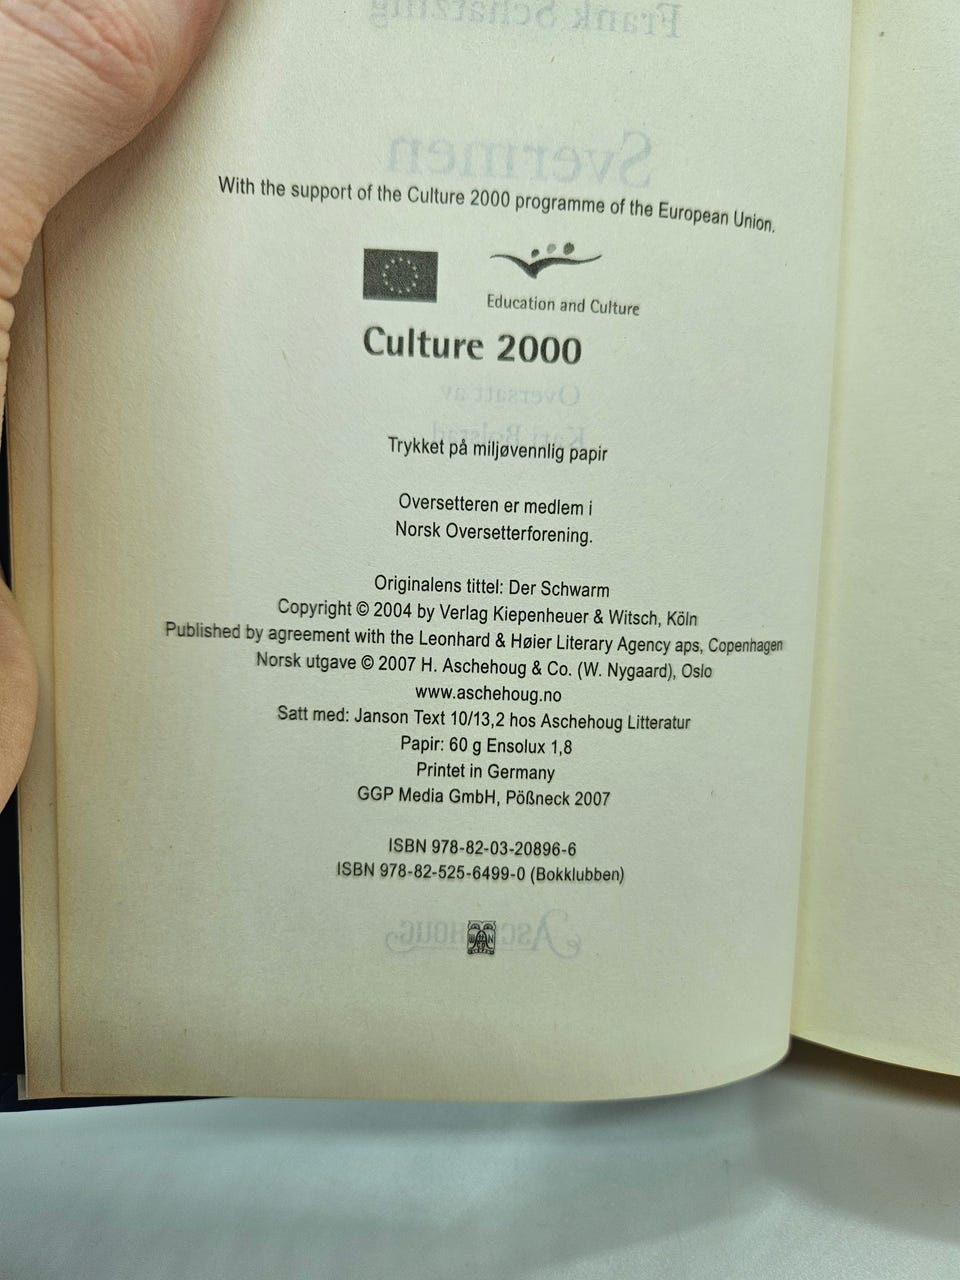 With the support of the Culture 2000 programme of the European Union.
Education and Culture
Culture 2000
Trykket på miljøvennlig papir
Oversetteren er medlem i
Norsk Oversetterforening.
Originalens tittel: Der Schwarm
Copyright © 2004 by Verlag Kiepenheuer & Witsch, Köln
Published by agreement with the Leonhard & Høier Literary Agency aps, Copenhagen
Norsk utgave © 2007 H. Aschehoug & Co. (W. Nygaard), Oslo
www.aschehoug.no
Satt med: Janson Text 10/13,2 hos Aschehoug Litteratur
Papir: 60 g Ensolux 1,8
Printet in Germany
GGP Media GmbH, Pößneck 2007
ISBN 978-82-03-20896-6
ISBN 978-82-525-6499-0 (Bokklubben)